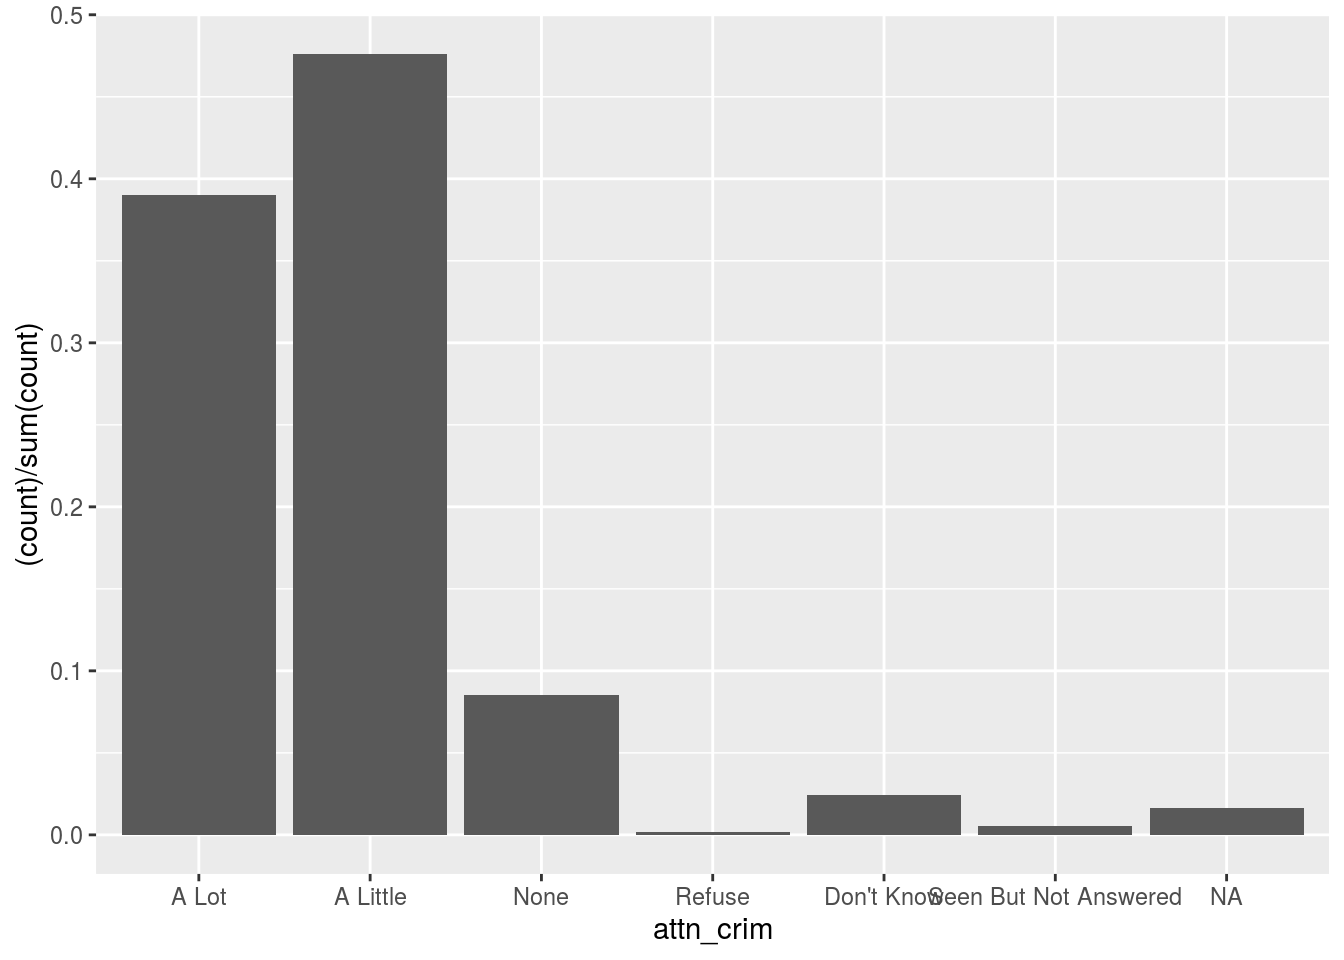 0.5
0.4
0.3
0.2
0.1
0.0
(count)/sum(count)
A Lot A Little None Refuse Don't Know Seen But Not Answered NA
attn_crim